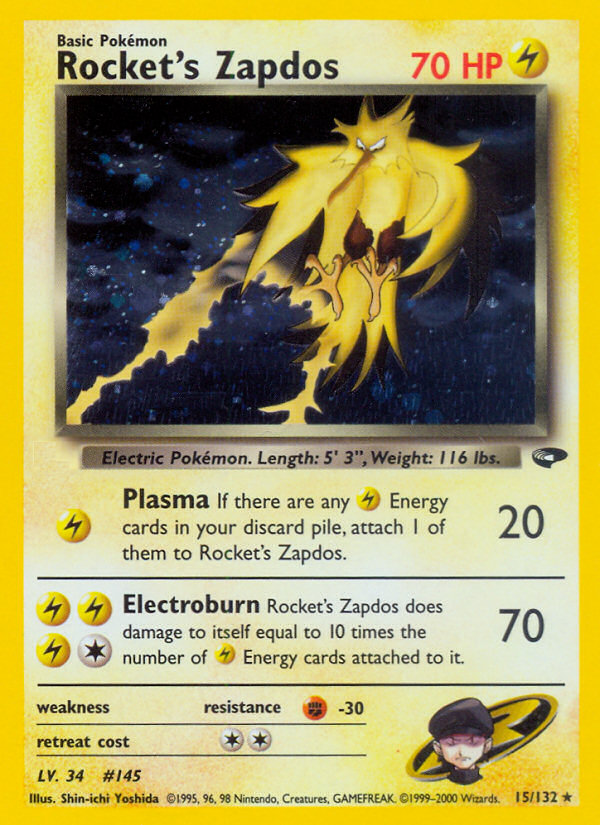 Basic Pokémon
Rocket's Zapdos 70 HP
Electric Pokémon. Length: 5' 3", Weight: 116 lbs.
Plasma If there are any Energy
cards in your discard pile, attach 1 of
them to Rocket's Zapdos.
20
Electroburn Rocket's Zapdos does
damage to itself equal to 10 times the
number of Energy cards attached to it.
70
weakness resistance -30
retreat cost
LV. 34 #145
Illus. Shin-ichi Yoshida ©1995, 96, 98 Nintendo, Creatures, GAMEFREAK. ©1999-2000 Wizards. 15/132 ★